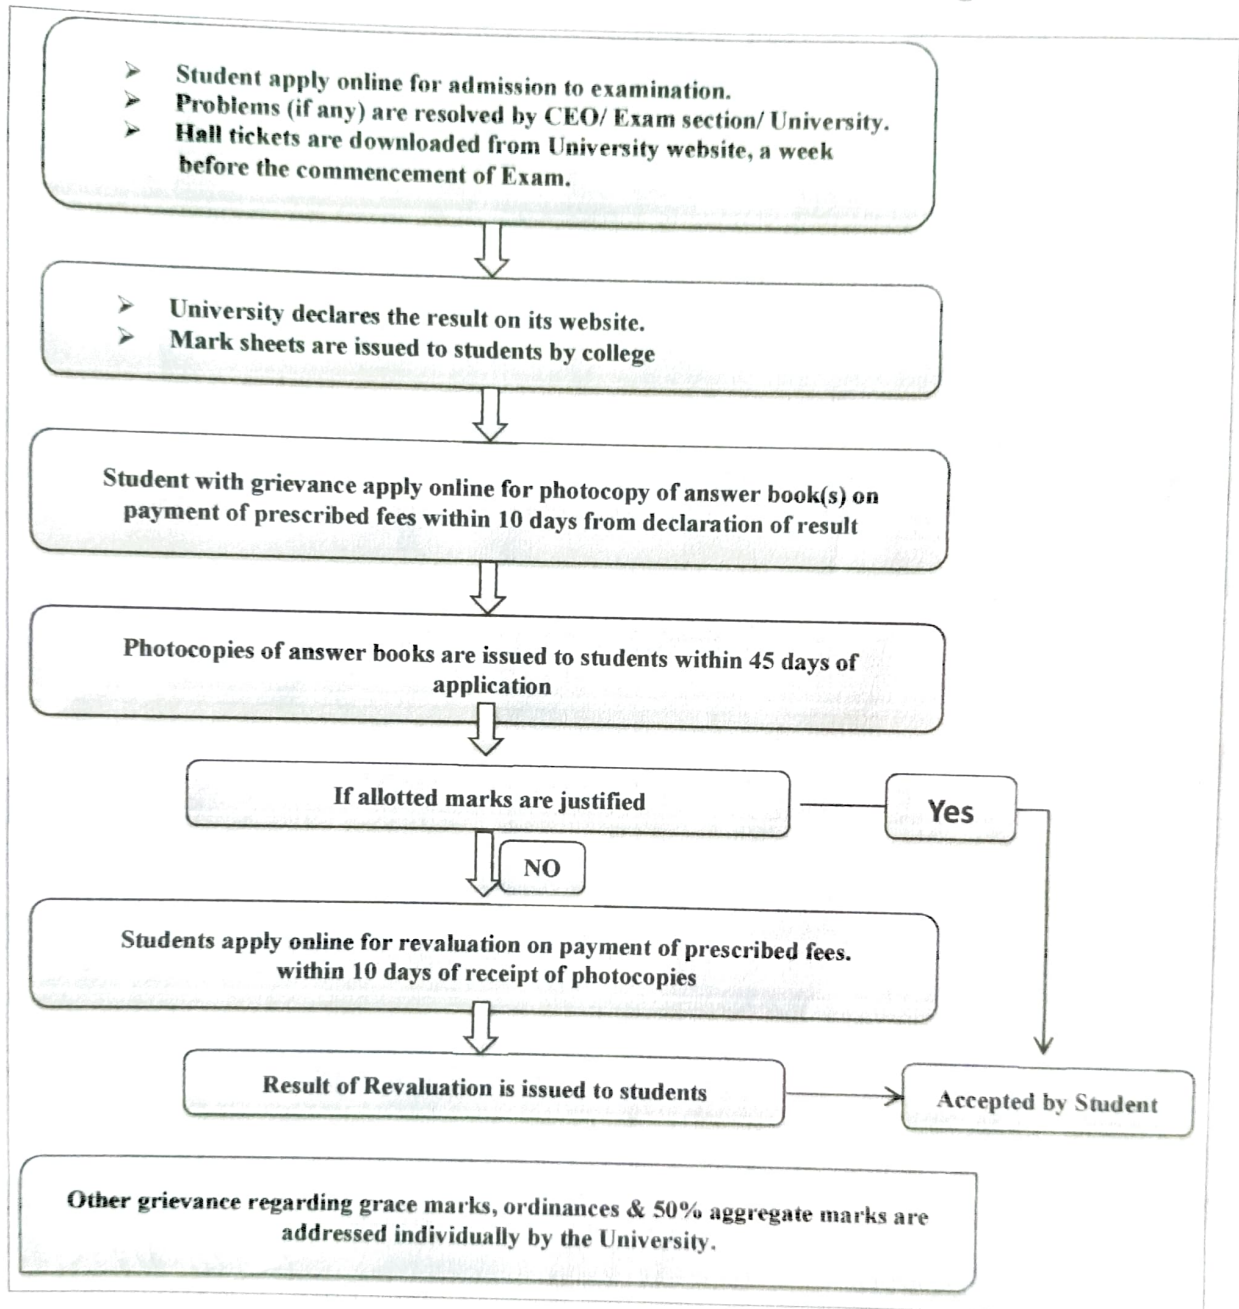 ➢ Student apply online for admission to examination.
➢ Problems (if any) are resolved by CEO/ Exam section/ University.
➢ Hall tickets are downloaded from University website, a week
before the commencement of Exam.
➢ University declares the result on its website.
➢ Mark sheets are issued to students by college
Student with grievance apply online for photocopy of answer book(s) on
payment of prescribed fees within 10 days from declaration of result
Photocopies of answer books are issued to students within 45 days of
application
If allotted marks are justified
Yes
NO
Students apply online for revaluation on payment of prescribed fees.
within 10 days of receipt of photocopies
Result of Revaluation is issued to students
Accepted by Student
Other grievance regarding grace marks, ordinances & 50% aggregate marks are
addressed individually by the University.